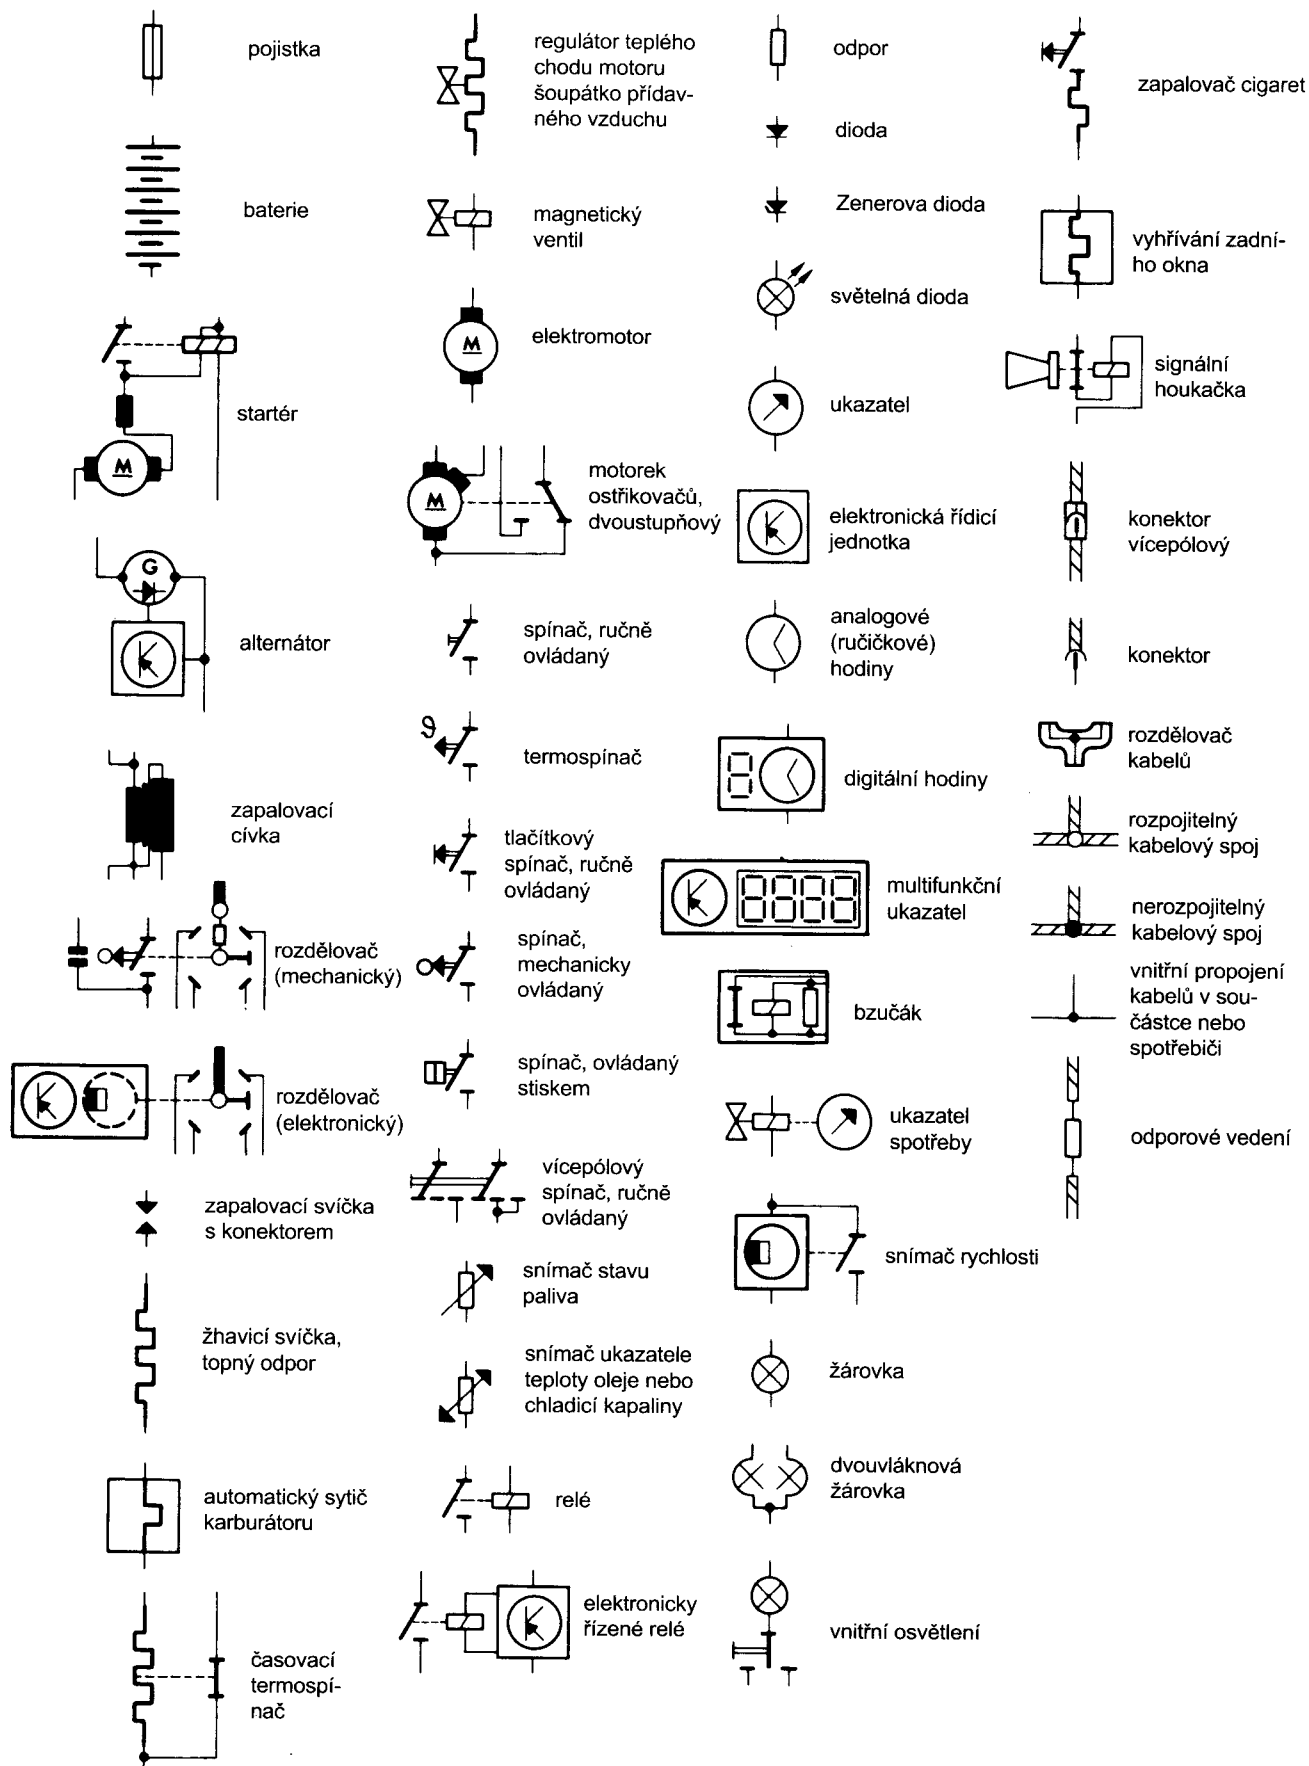 pojistka
baterie
startér
M
G
alternátor
zapalovací
cívka
rozdělovač
(mechanický)
rozdělovač
(elektronický)
zapalovací svíčka
s konektorem
žhavicí svíčka,
topný odpor
automatický sytič
karburátoru
časovací
termospí-
nač
regulátor teplého
chodu motoru
šoupátko přídav-
ného vzduchu
magnetický
ventil
M
elektromotor
M
motorek
ostřikovačů,
dvoustupňový
spínač, ručně
ovládaný
ϑ
termospínač
tlačítkový
spínač, ručně
ovládaný
spínač,
mechanicky
ovládaný
spínač, ovládaný
stiskem
vícepólový
spínač, ručně
ovládaný
snímač stavu
paliva
snímač ukazatele
teploty oleje nebo
chladicí kapaliny
relé
elektronicky
řízené relé
odpor
dioda
Zenerova dioda
světelná dioda
ukazatel
elektronická řídicí
jednotka
analogové
(ručičkové)
hodiny
8
digitální hodiny
8888
multifunkční
ukazatel
bzučák
ukazatel
spotřeby
snímač rychlosti
žárovka
dvouvláknová
žárovka
vnitřní osvětlení
zapalovač cigaret
vyhřívání zadní-
ho okna
signální
houkačka
konektor
vícepólový
konektor
rozdělovač
kabelů
rozpojitelný
kabelový spoj
nerozpojitelný
kabelový spoj
vnitřní propojení
kabelů v sou-
částce nebo
spotřebiči
odporové vedení